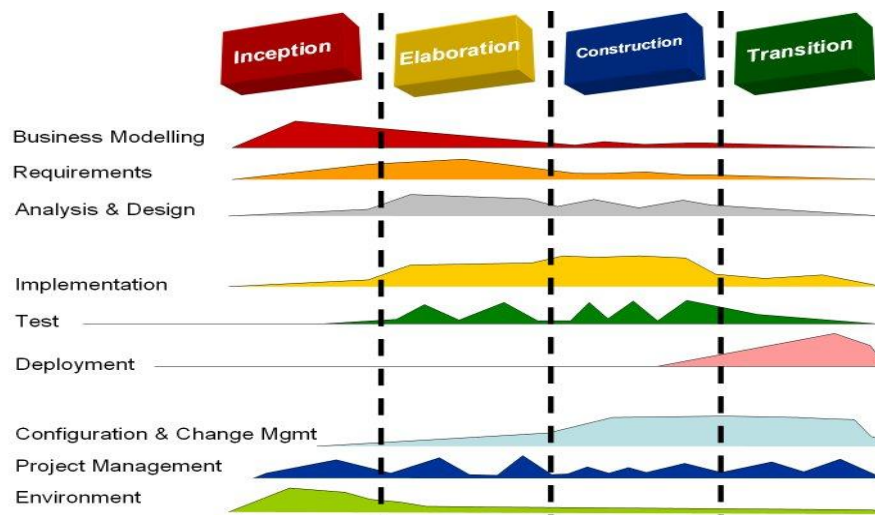 Inception
Elaboration
Construction
Transition
Business Modelling
Requirements
Analysis & Design
Implementation
Test
Deployment
Configuration & Change Mgmt
Project Management
Environment